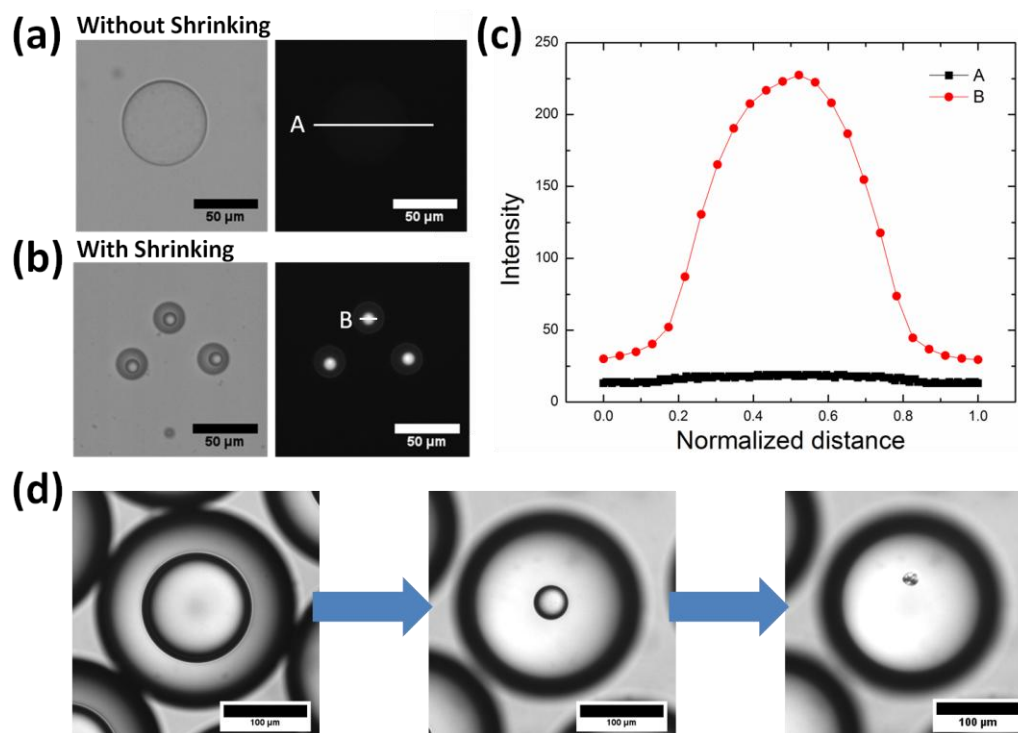 (a)
Without Shrinking
A
50 µm
50 µm
(b)
With Shrinking
B
50 µm
50 µm
(c)
250
200
150
100
50
0
Intensity
A
B
0.0 0.2 0.4 0.6 0.8 1.0
Normalized distance
(d)
100 µm
100 µm
100 µm